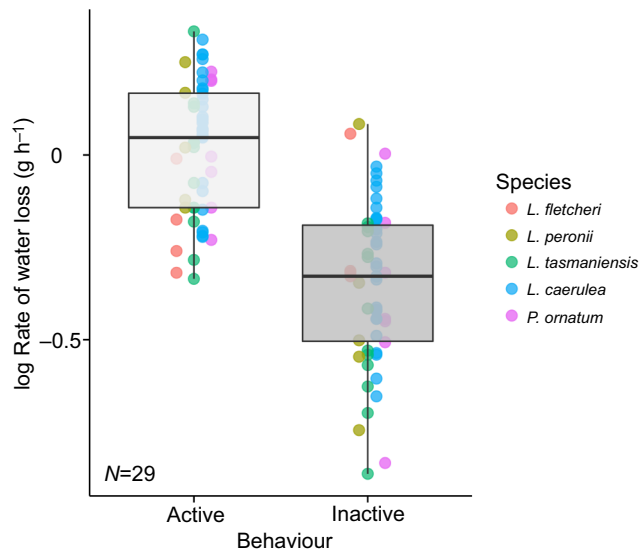 log Rate of water loss (g h⁻¹)
0
−0.5
N=29
Active
Inactive
Behaviour
Species
L. fletcheri
L. peronii
L. tasmaniensis
L. caerulea
P. ornatum